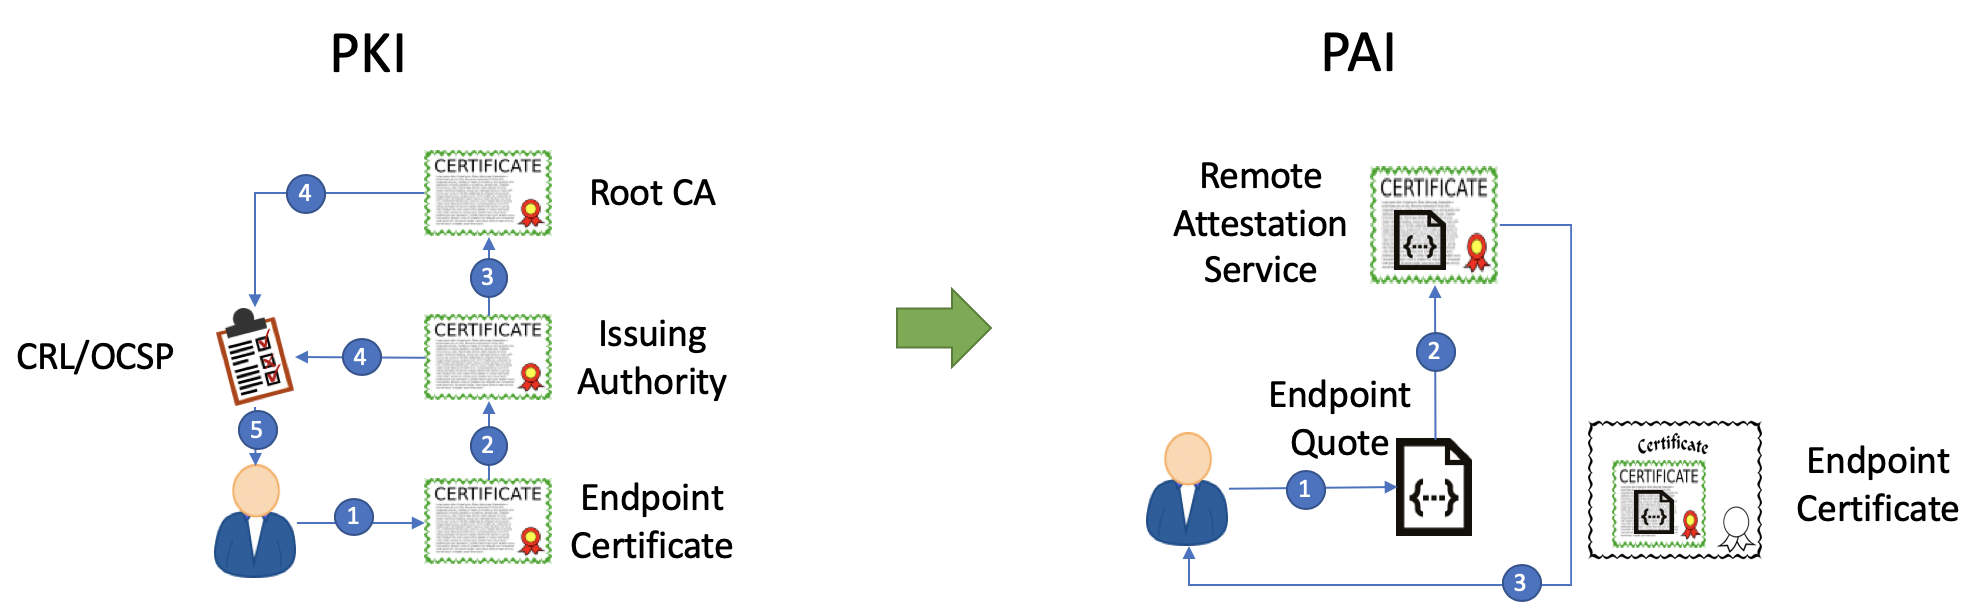 PKI
PAI
CERTIFICATE
Root CA
4
3
CERTIFICATE
Issuing
Authority
CRL/OCSP
4
5
2
CERTIFICATE
Endpoint
Certificate
1
Remote
Attestation
Service
CERTIFICATE
{...}
2
Endpoint
Quote
{...}
1
3
Certificate
CERTIFICATE
{...}
Endpoint
Certificate